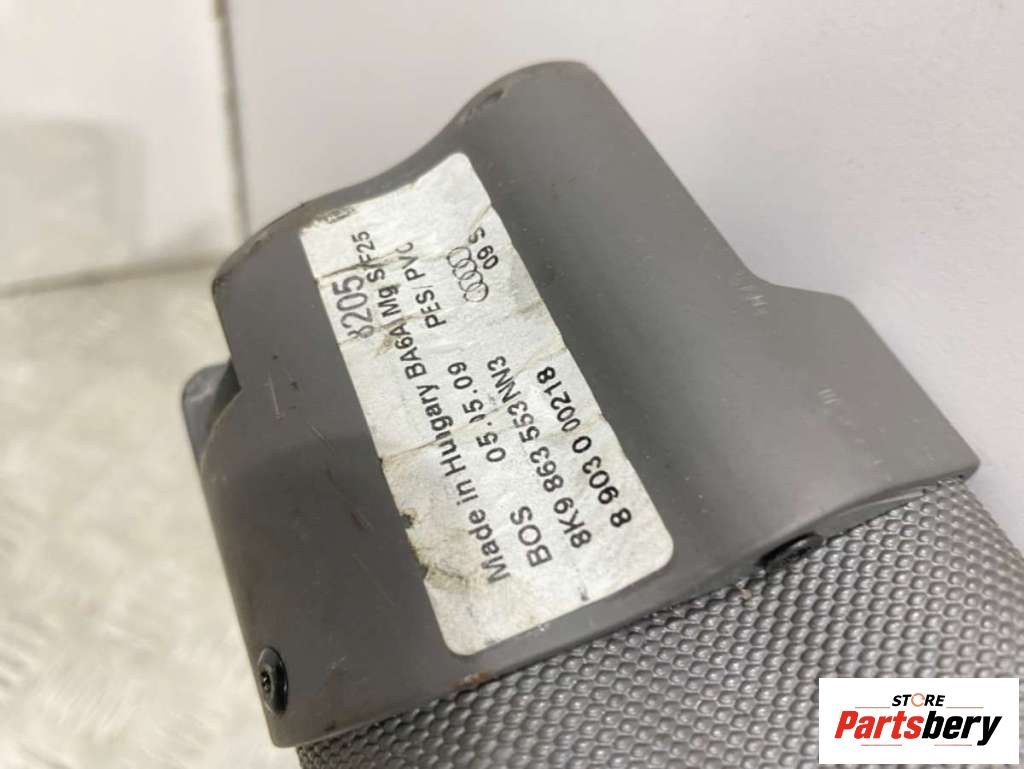 8205
Made in Hungary BA6A Mg S/F25
BOS 05.05.09 PES/PVC
8K9 863 553 NN3
09 S
8 903 0 00218
STORE
Partsbery